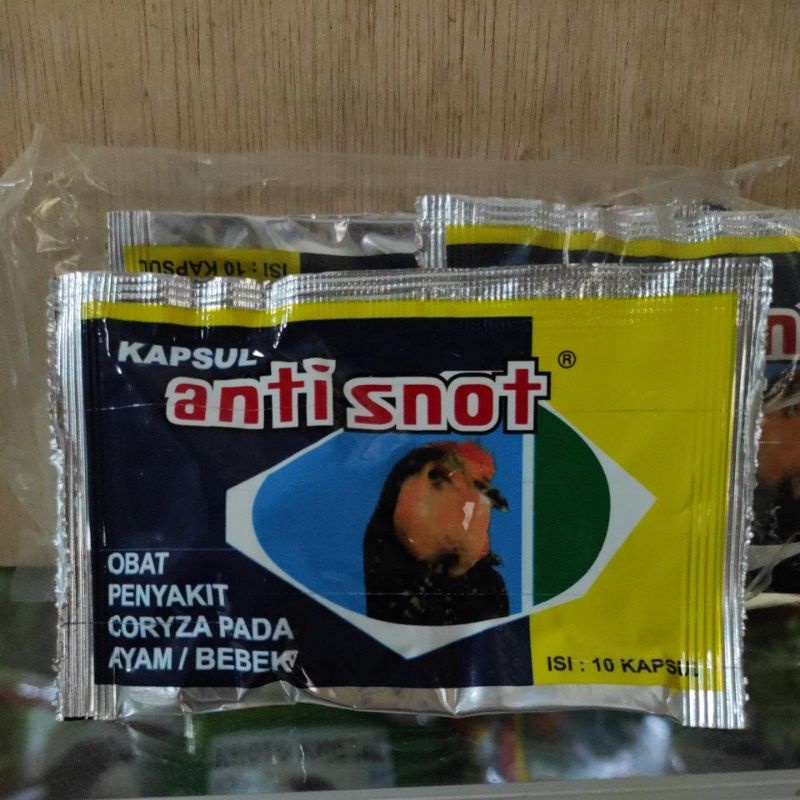 ISI : 10 KAPSUL
KAPSUL
anti snot ®
OBAT
PENYAKIT
CORYZA PADA
AYAM / BEBEK
ISI : 10 KAPSUL